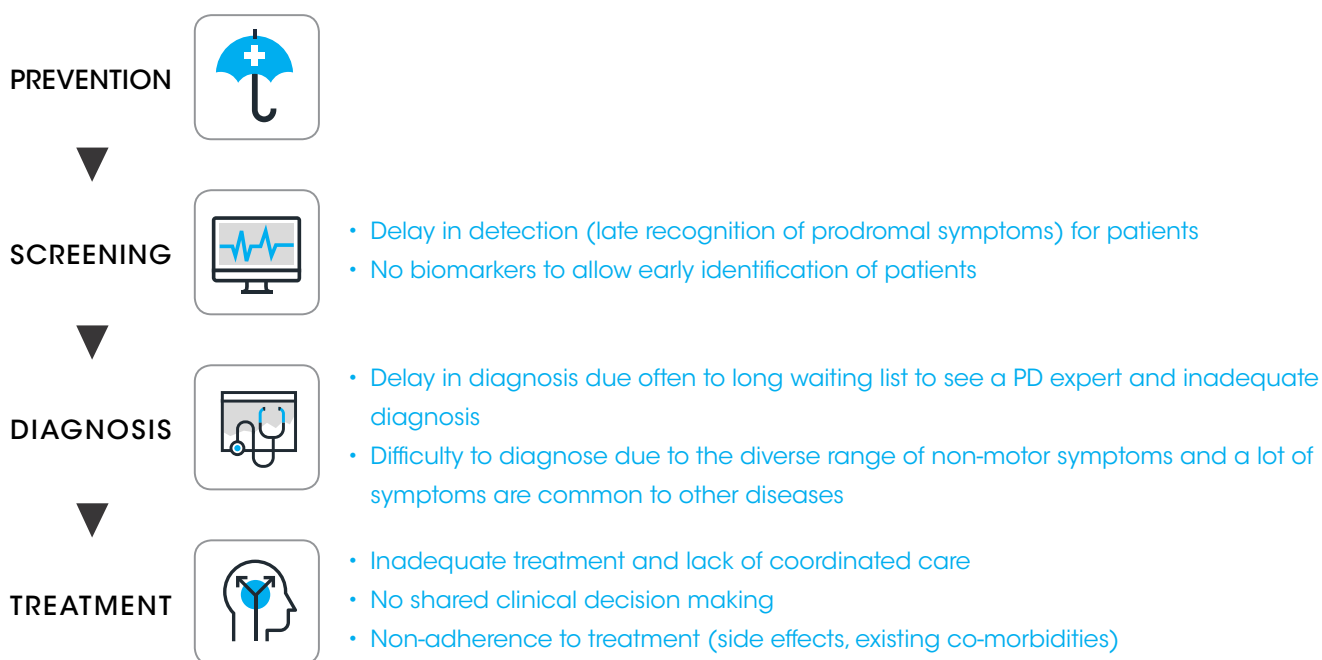 PREVENTION
SCREENING
• Delay in detection (late recognition of prodromal symptoms) for patients
• No biomarkers to allow early identification of patients
DIAGNOSIS
• Delay in diagnosis due often to long waiting list to see a PD expert and inadequate
diagnosis
• Difficulty to diagnose due to the diverse range of non-motor symptoms and a lot of
symptoms are common to other diseases
TREATMENT
• Inadequate treatment and lack of coordinated care
• No shared clinical decision making
• Non-adherence to treatment (side effects, existing co-morbidities)